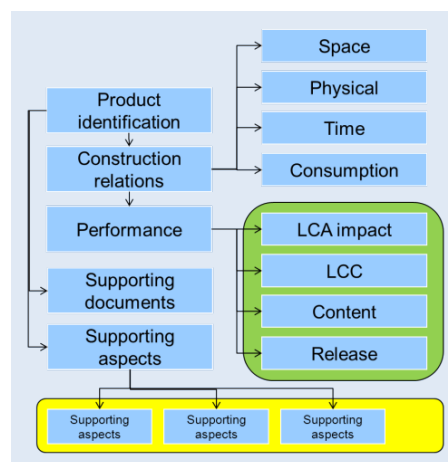 Product
identification
Construction
relations
Performance
Supporting
documents
Supporting
aspects
Space
Physical
Time
Consumption
LCA impact
LCC
Content
Release
Supporting
aspects
Supporting
aspects
Supporting
aspects